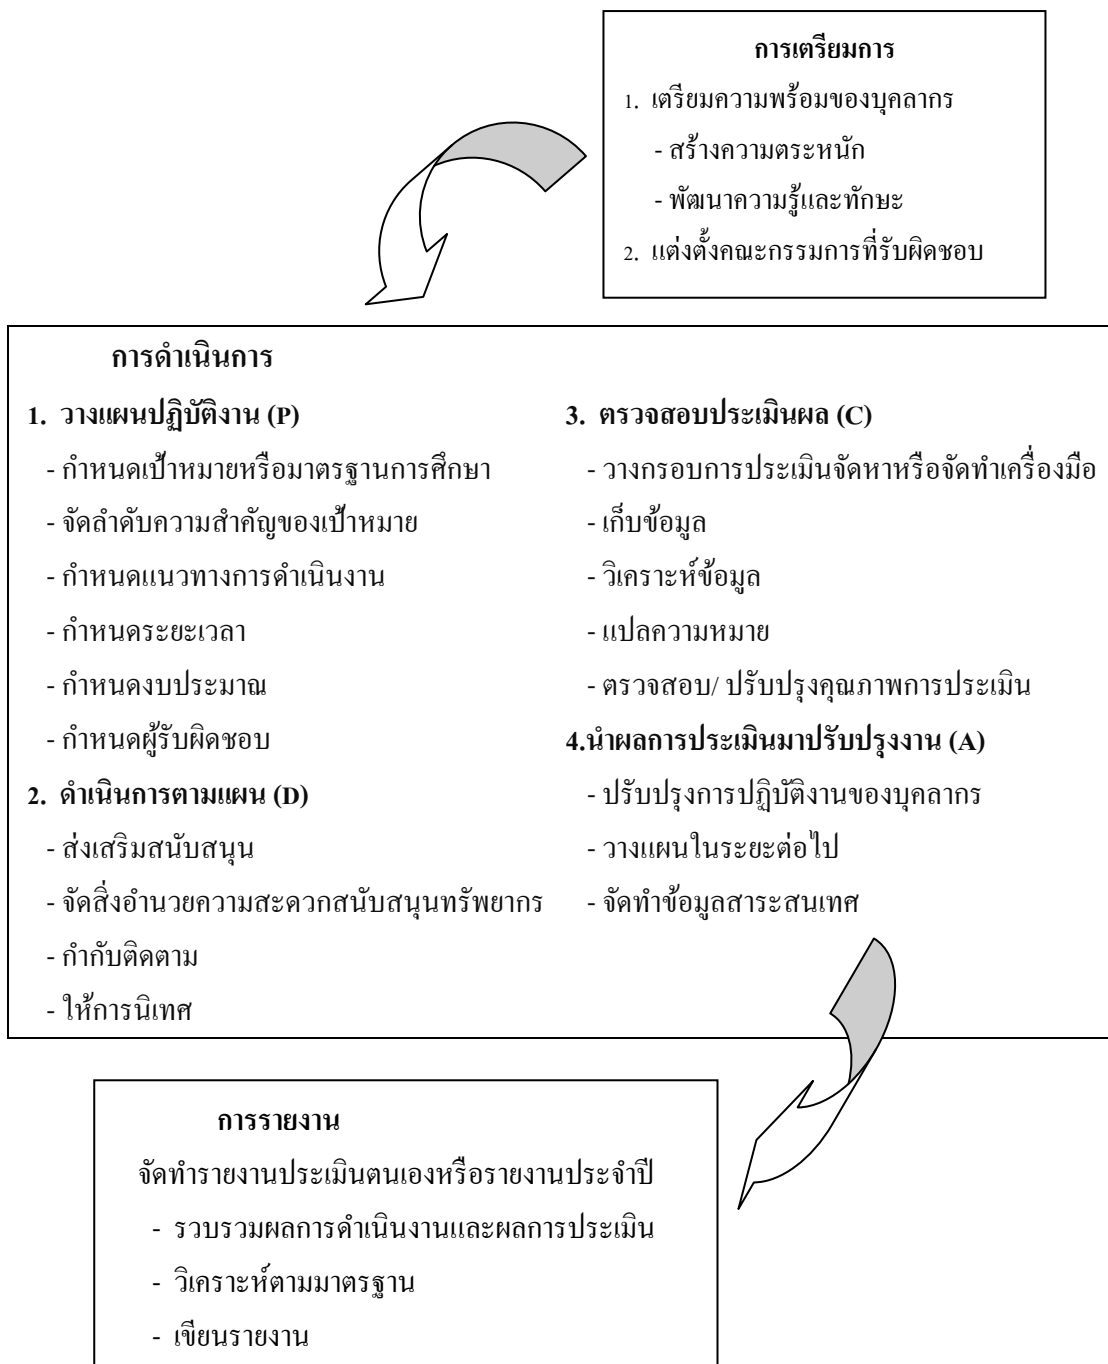 การเตรียมการ
1. เตรียมความพร้อมของบุคลากร
- สร้างความตระหนัก
- พัฒนาความรู้และทักษะ
2. แต่งตั้งคณะกรรมการที่รับผิดชอบ
การดำเนินการ
1. วางแผนปฏิบัติงาน (P)
- กำหนดเป้าหมายหรือมาตรฐานการศึกษา
- จัดลำดับความสำคัญของเป้าหมาย
- กำหนดแนวทางการดำเนินงาน
- กำหนดระยะเวลา
- กำหนดงบประมาณ
- กำหนดผู้รับผิดชอบ
2. ดำเนินการตามแผน (D)
- ส่งเสริมสนับสนุน
- จัดสิ่งอำนวยความสะดวกสนับสนุนทรัพยากร
- กำกับติดตาม
- ให้การนิเทศ
3. ตรวจสอบประเมินผล (C)
- วางกรอบการประเมินจัดหาหรือจัดทำเครื่องมือ
- เก็บข้อมูล
- วิเคราะห์ข้อมูล
- แปลความหมาย
- ตรวจสอบ/ ปรับปรุงคุณภาพการประเมิน
4.นำผลการประเมินมาปรับปรุงงาน (A)
- ปรับปรุงการปฏิบัติงานของบุคลากร
- วางแผนในระยะต่อไป
- จัดทำข้อมูลสาระสนเทศ
การรายงาน
จัดทำรายงานประเมินตนเองหรือรายงานประจำปี
- รวบรวมผลการดำเนินงานและผลการประเมิน
- วิเคราะห์ตามมาตรฐาน
- เขียนรายงาน